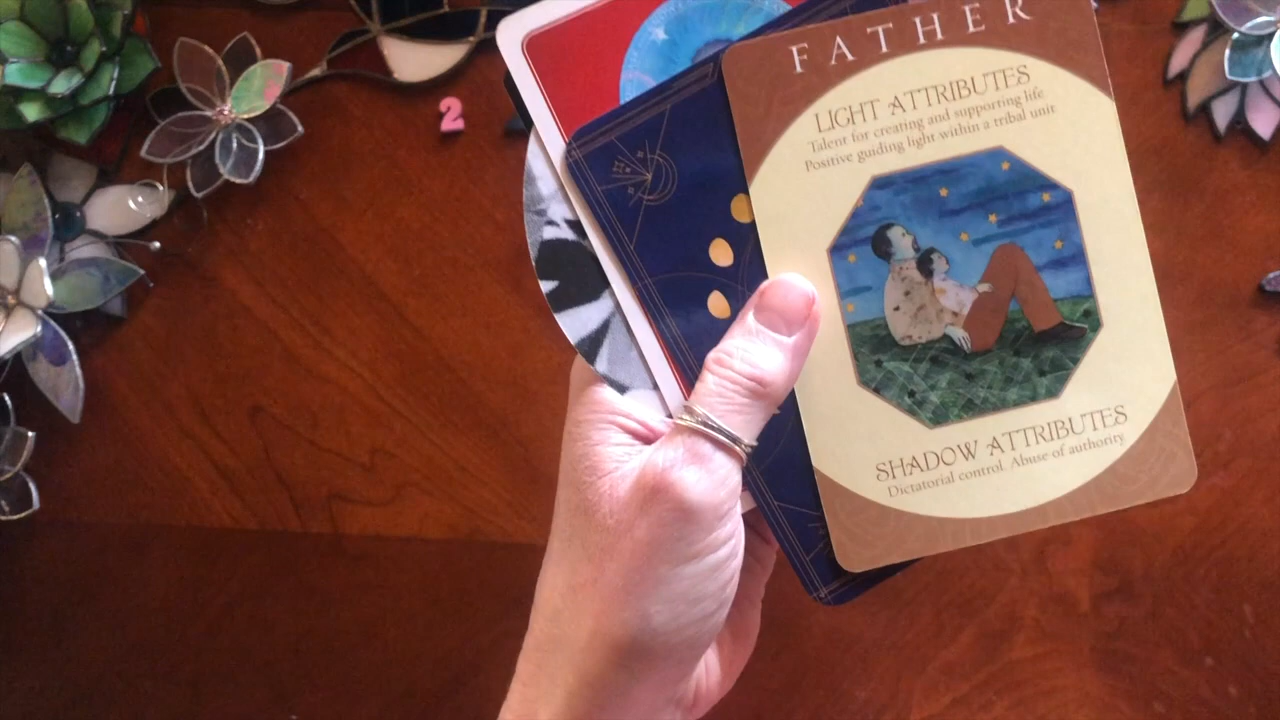 2
FATHER
LIGHT ATTRIBUTES
Talent for creating and supporting life
Positive guiding light within a tribal unit
SHADOW ATTRIBUTES
Dictatorial control. Abuse of authority